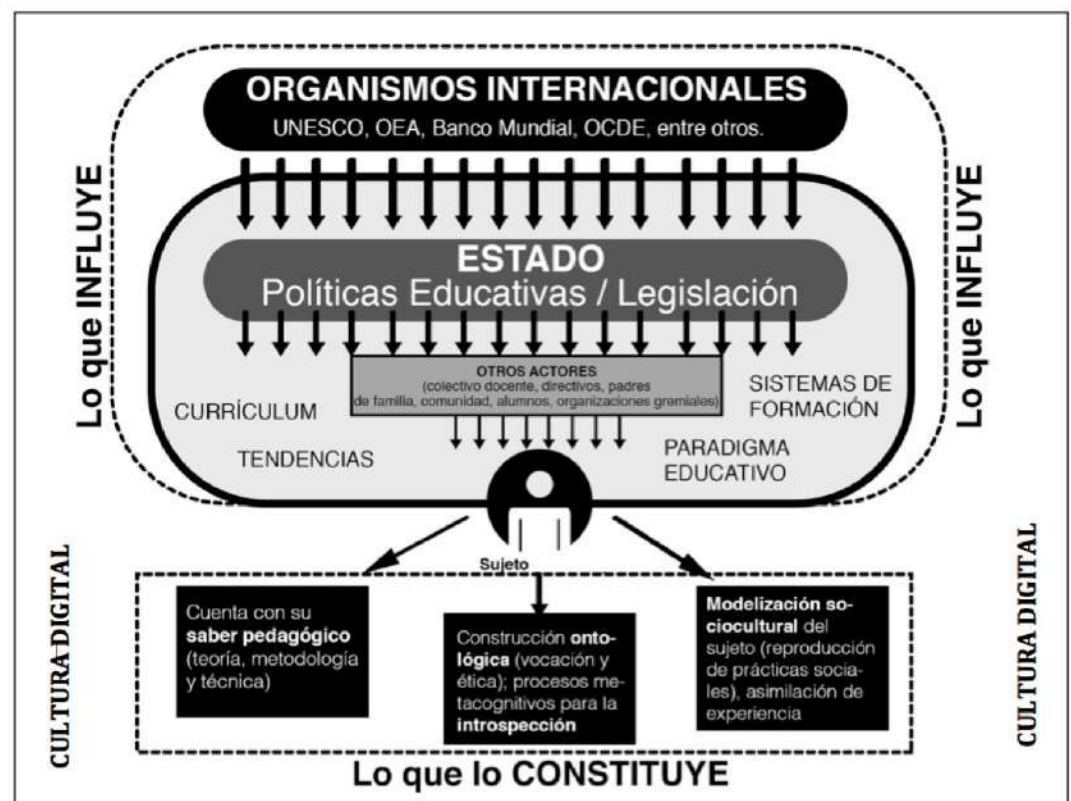 ORGANISMOS INTERNACIONALES
UNESCO, OEA, Banco Mundial, OCDE, entre otros.
Lo que INFLUYE
Lo que INFLUYE
ESTADO
Políticas Educativas / Legislación
OTROS ACTORES
(colectivo docente, directivos, padres
de familia, comunidad, alumnos, organizaciones gremiales)
CURRÍCULUM
SISTEMAS DE
FORMACIÓN
TENDENCIAS
PARADIGMA
EDUCATIVO
Sujeto
CULTURA DIGITAL
CULTURA DIGITAL
Cuenta con su
saber pedagógico
(teoría, metodología
y técnica)
Construcción onto-
lógica (vocación y
ética); procesos me-
tacognitivos para la
introspección
Modelización so-
ciocultural del
sujeto (reproducción
de prácticas socia-
les), asimilación de
experiencia
Lo que lo CONSTITUYE